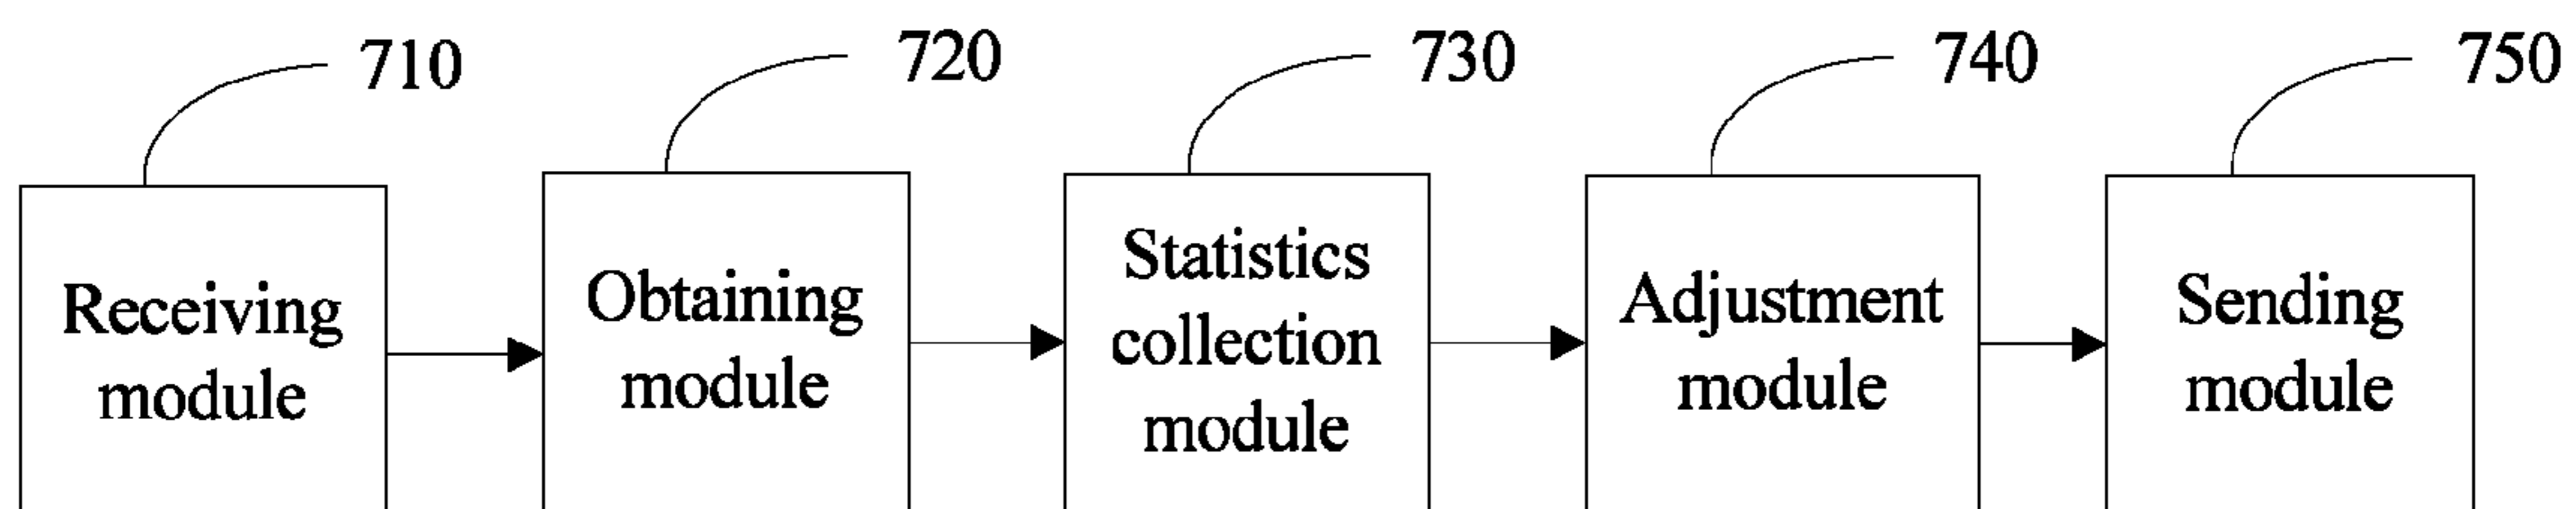 710
720
730
740
750
Receiving
module
Obtaining
module
Statistics
collection
module
Adjustment
module
Sending
module